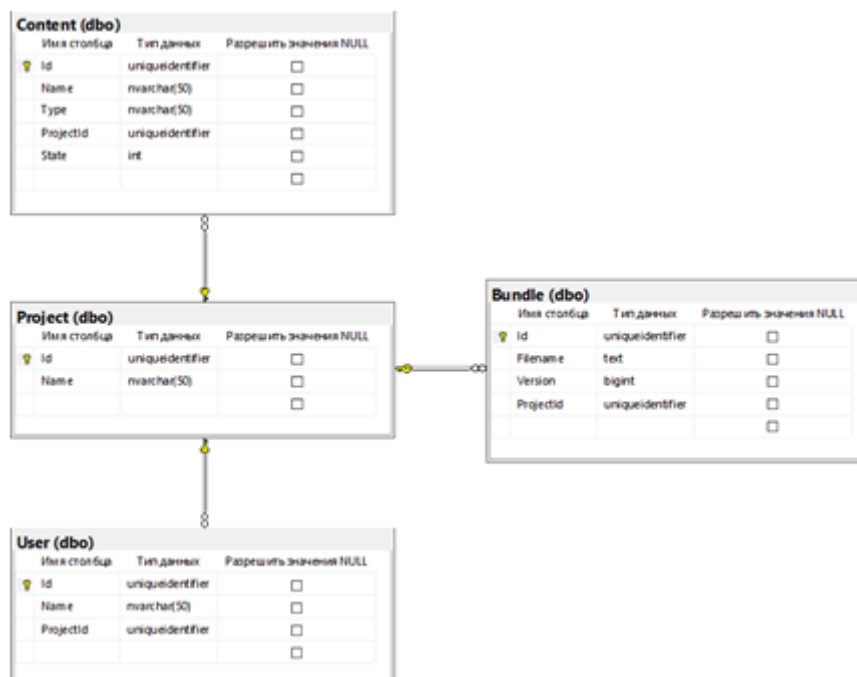 Content (dbo)
Имя столбца Тип данных Разрешить значения NULL
Id uniqueidentifier
Name nvarchar(50)
Type nvarchar(50)
ProjectId uniqueidentifier
State int
Project (dbo)
Имя столбца Тип данных Разрешить значения NULL
Id uniqueidentifier
Name nvarchar(50)
Bundle (dbo)
Имя столбца Тип данных Разрешить значения NULL
Id uniqueidentifier
Filename text
Version bigint
ProjectId uniqueidentifier
User (dbo)
Имя столбца Тип данных Разрешить значения NULL
Id uniqueidentifier
Name nvarchar(50)
ProjectId uniqueidentifier